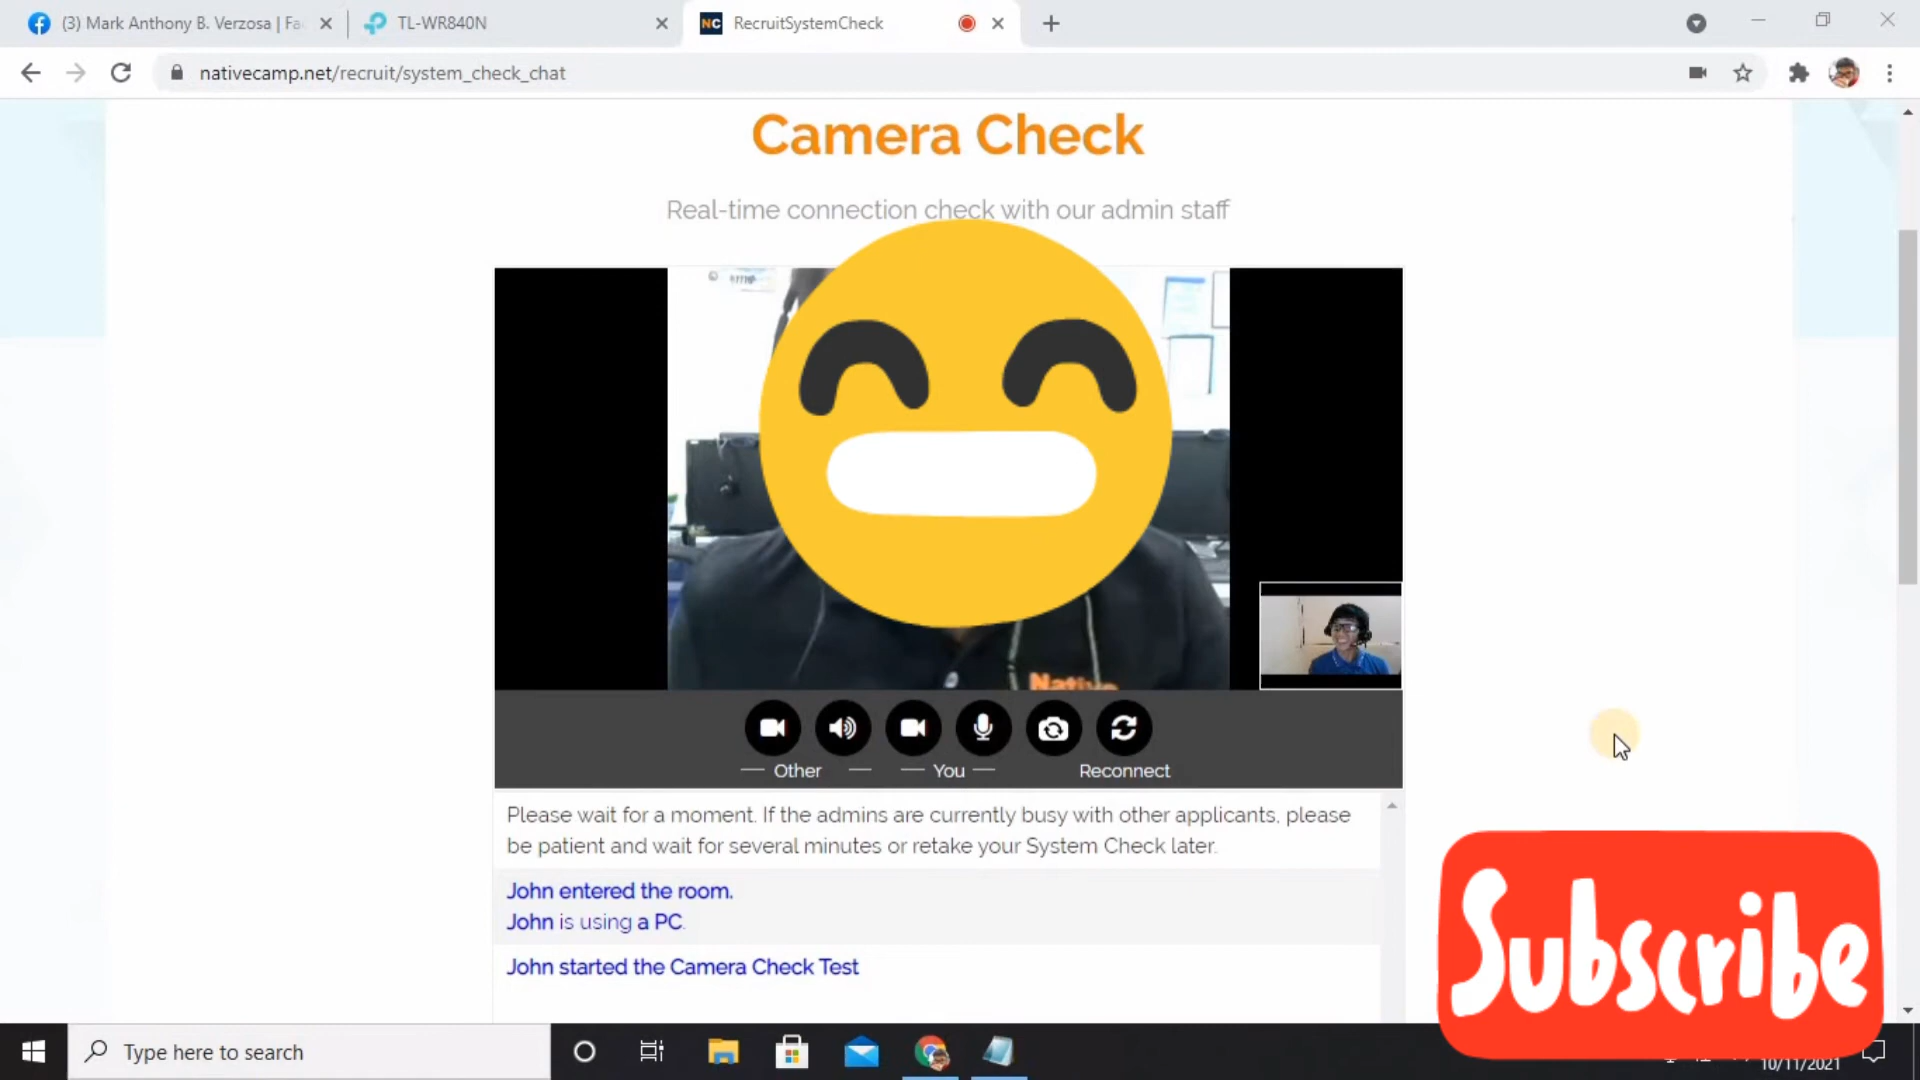 (3) Mark Anthony B. Verzosa | Fa
TL-WR840N
NC
RecruitSystemCheck
nativecamp.net/recruit/system_check_chat
Camera Check
Real-time connection check with our admin staff
Native
Other
You
Reconnect
Please wait for a moment. If the admins are currently busy with other applicants, please
be patient and wait for several minutes or retake your System Check later.
John entered the room.
John is using a PC.
John started the Camera Check Test
Subscribe
Type here to search
10/11/2021